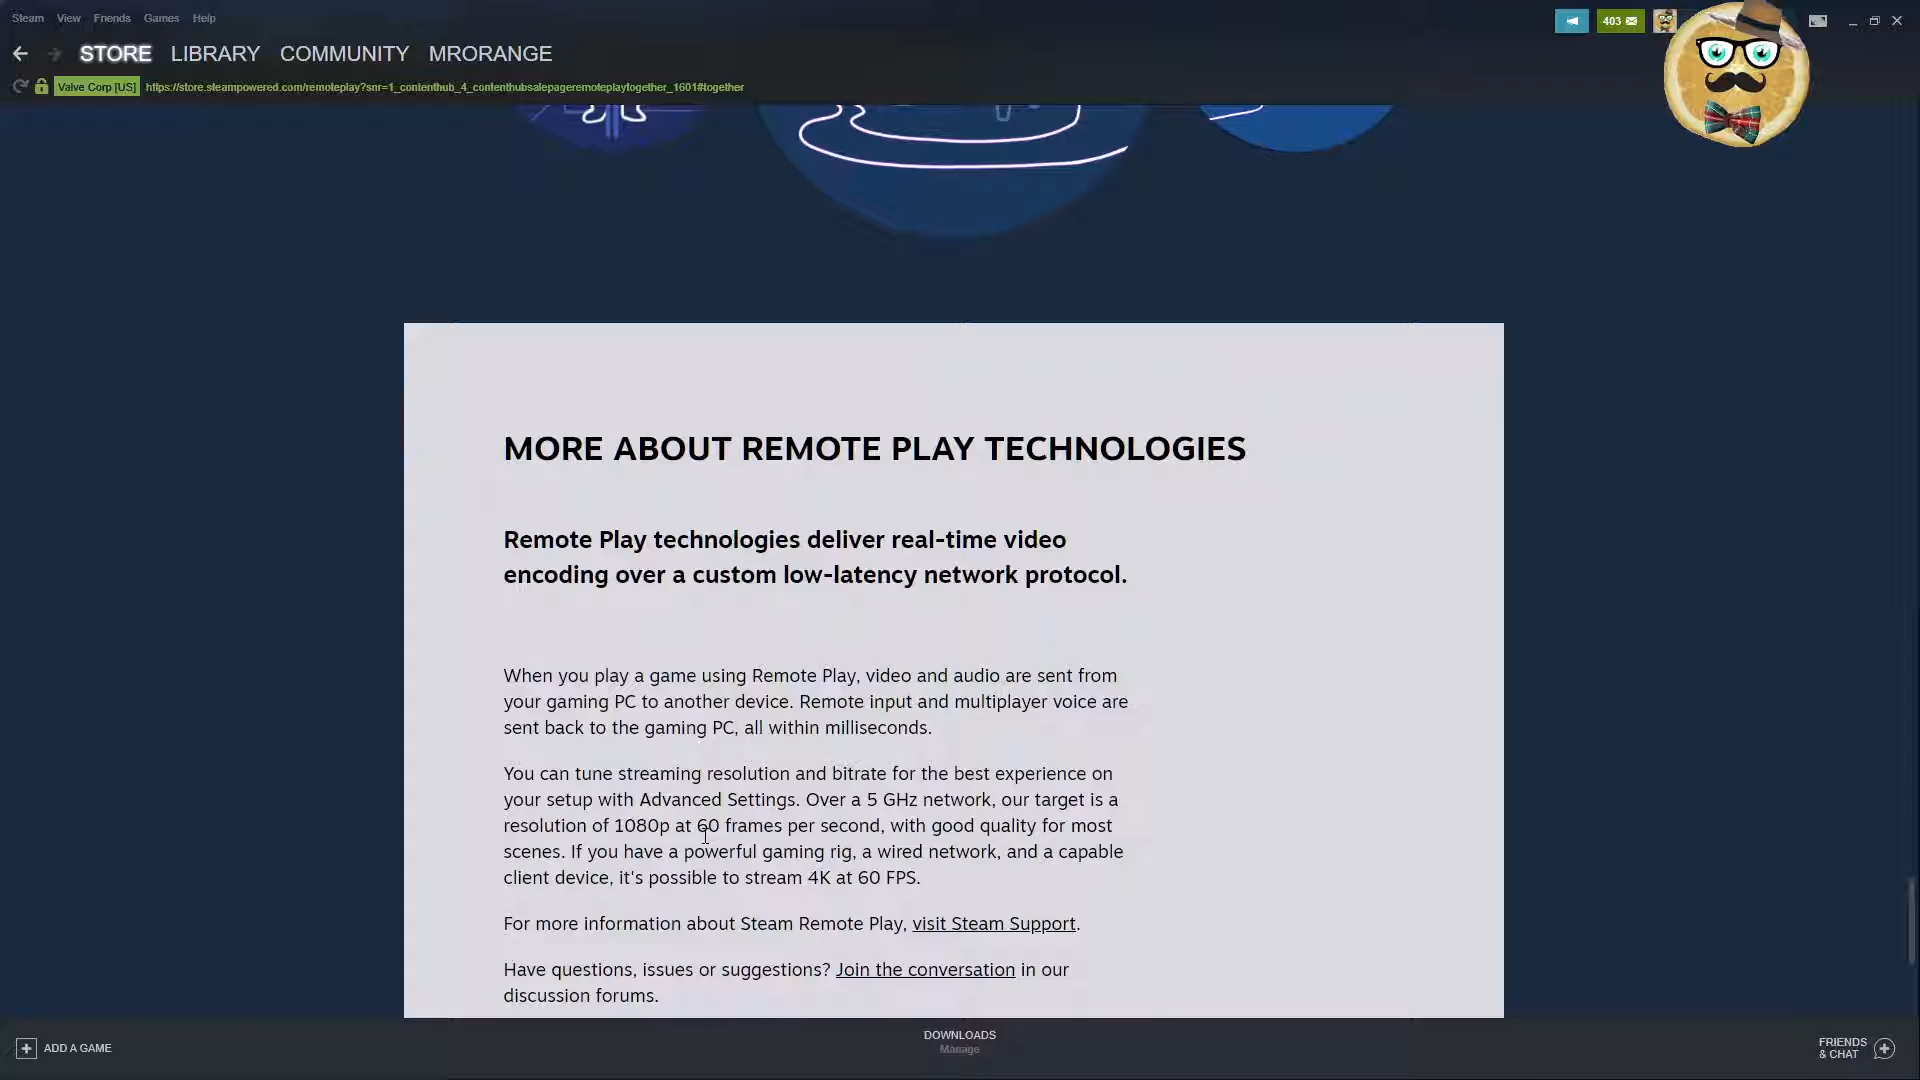 Steam View Friends Games Help
403
STORE LIBRARY COMMUNITY MRORANGE
Valve Corp [US] https://store.steampowered.com/remoteplay?snr=1_contenthub_4_contenthubsalepageremoteplaytogether_1601#together
MORE ABOUT REMOTE PLAY TECHNOLOGIES
Remote Play technologies deliver real-time video
encoding over a custom low-latency network protocol.
When you play a game using Remote Play, video and audio are sent from
your gaming PC to another device. Remote input and multiplayer voice are
sent back to the gaming PC, all within milliseconds.
You can tune streaming resolution and bitrate for the best experience on
your setup with Advanced Settings. Over a 5 GHz network, our target is a
resolution of 1080p at 60 frames per second, with good quality for most
scenes. If you have a powerful gaming rig, a wired network, and a capable
client device, it's possible to stream 4K at 60 FPS.
For more information about Steam Remote Play, visit Steam Support.
Have questions, issues or suggestions? Join the conversation in our
discussion forums.
ADD A GAME
DOWNLOADS
Manage
FRIENDS
& CHAT